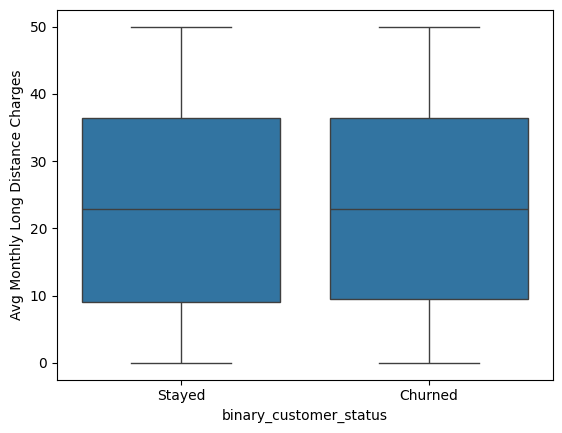 50
40
30
20
10
0
Avg Monthly Long Distance Charges
Stayed Churned
binary_customer_status